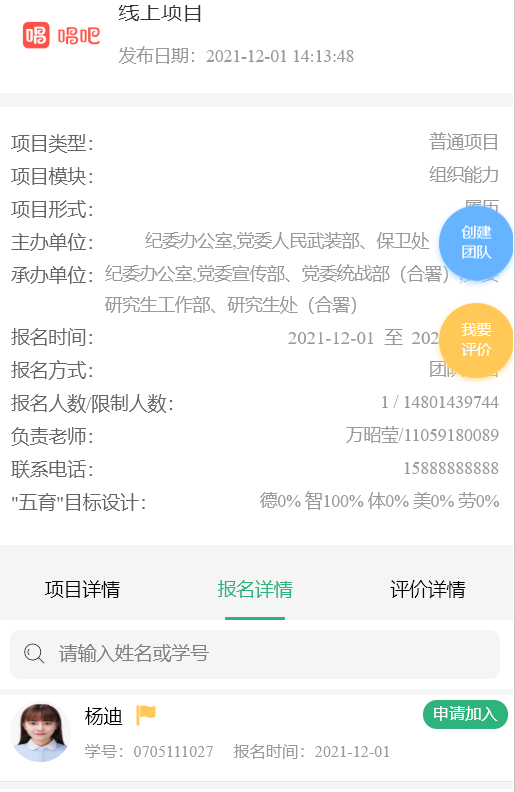 线上项目
唱 唱吧
发布日期：2021-12-01 14:13:48
项目类型： 普通项目
项目模块： 组织能力
项目形式：
创建
团队
主办单位： 纪委办公室,党委人民武装部、保卫处
承办单位： 纪委办公室,党委宣传部、党委统战部（合署）
研究生工作部、研究生处（合署）
报名时间： 2021-12-01 至 202
我要
评价
报名方式： 团队
报名人数/限制人数： 1 / 14801439744
负责老师： 万昭莹/11059180089
联系电话： 15888888888
"五育"目标设计： 德0% 智100% 体0% 美0% 劳0%
项目详情 报名详情 评价详情
请输入姓名或学号
杨迪 申请加入
学号：0705111027 报名时间：2021-12-01